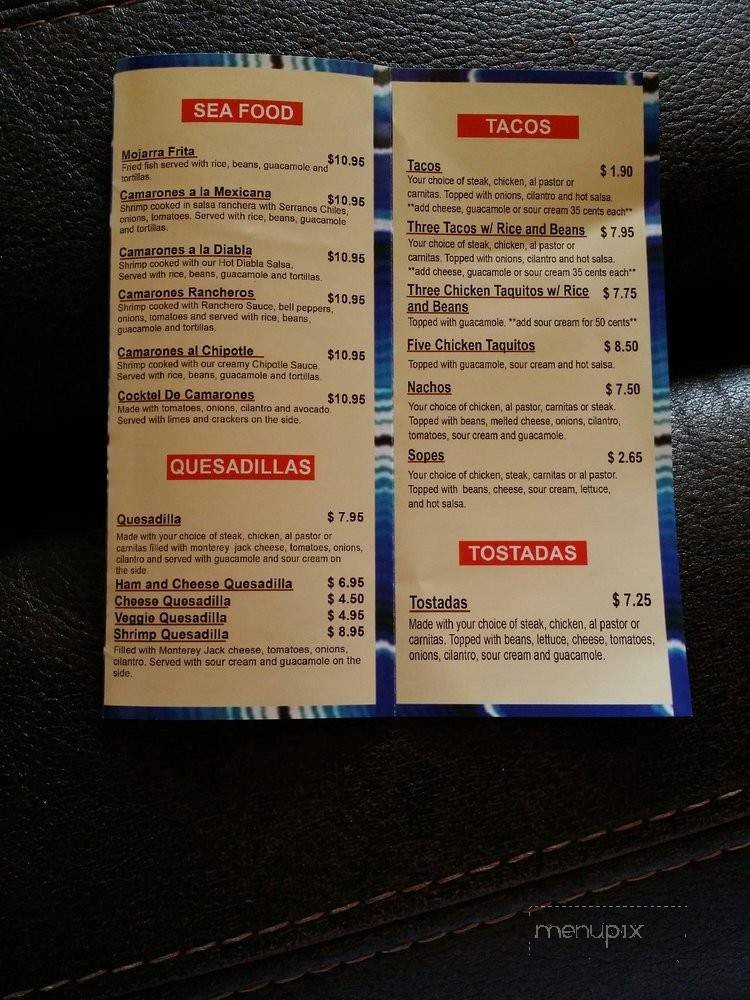 SEA FOOD
Mojarra Frita $10.95
Fried fish served with rice, beans, guacamole and
tortillas.
Camarones a la Mexicana $10.95
Shrimp cooked in salsa ranchera with Serranos Chiles,
onions, tomatoes. Served with rice, beans, guacamole
and tortillas.
Camarones a la Diabla $10.95
Shrimp cooked with our Hot Diabla Salsa.
Served with rice, beans, guacamole and tortillas.
Camarones Rancheros $10.95
Shrimp cooked with Ranchero Sauce, bell peppers,
onions, tomatoes and served with rice, beans,
guacamole and tortillas.
Camarones al Chipotle $10.95
Shrimp cooked with our creamy Chipotle Sauce.
Served with rice, beans, guacamole and tortillas.
Cocktel De Camarones $10.95
Made with tomatoes, onions, cilantro and avocado.
Served with limes and crackers on the side.
QUESADILLAS
Quesadilla $ 7.95
Made with your choice of steak, chicken, al pastor or
carnitas filled with monterey jack cheese, tomatoes, onions,
cilantro and served with guacamole and sour cream on
the side.
Ham and Cheese Quesadilla $ 6.95
Cheese Quesadilla $ 4.50
Veggie Quesadilla $ 4.95
Shrimp Quesadilla $ 8.95
Filled with Monterey Jack cheese, tomatoes, onions,
cilantro. Served with sour cream and guacamole on the
side.
TACOS
Tacos $ 1.90
Your choice of steak, chicken, al pastor or
carnitas. Topped with onions, cilantro and hot salsa.
**add cheese, guacamole or sour cream 35 cents each**
Three Tacos w/ Rice and Beans $ 7.95
Your choice of steak, chicken, al pastor or
carnitas. Topped with onions, cilantro and hot salsa.
**add cheese, guacamole or sour cream 35 cents each**
Three Chicken Taquitos w/ Rice $ 7.75
and Beans
Topped with guacamole. **add sour cream for 50 cents**
Five Chicken Taquitos $ 8.50
Topped with guacamole, sour cream and hot salsa.
Nachos $ 7.50
Your choice of chicken, al pastor, carnitas or steak.
Topped with beans, melted cheese, onions, cilantro,
tomatoes, sour cream and guacamole.
Sopes $ 2.65
Your choice of chicken, steak, carnitas or al pastor.
Topped with beans, cheese, sour cream, lettuce,
and hot salsa.
TOSTADAS
Tostadas $ 7.25
Made with your choice of steak, chicken, al pastor or
carnitas. Topped with beans, lettuce, cheese, tomatoes,
onions, cilantro, sour cream and guacamole.
menupix